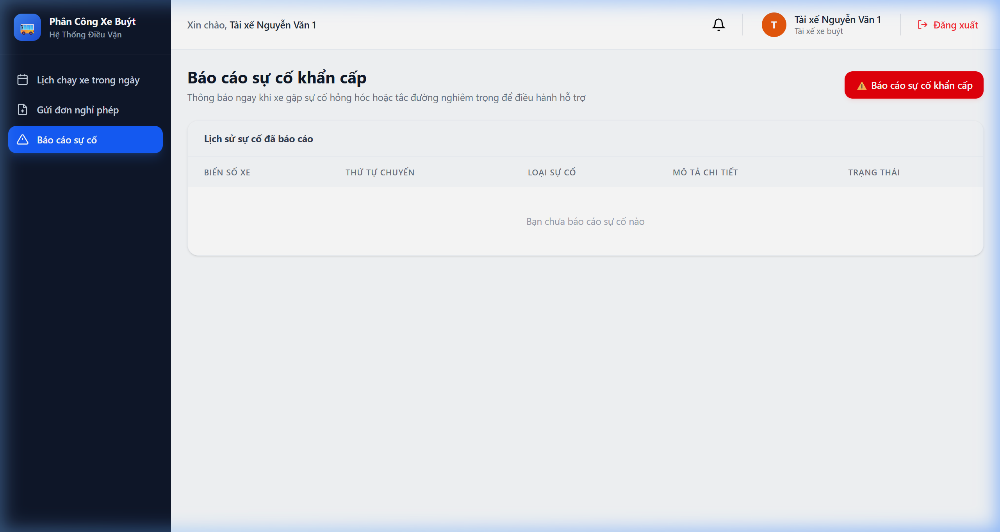 Phân Công Xe Buýt
Hệ Thống Điều Vận
Lịch chạy xe trong ngày
Gửi đơn nghỉ phép
Báo cáo sự cố
Xin chào, Tài xế Nguyễn Văn 1
T
Tài xế Nguyễn Văn 1
Tài xế xe buýt
Đăng xuất
Báo cáo sự cố khẩn cấp
Thông báo ngay khi xe gặp sự cố hỏng hóc hoặc tắc đường nghiêm trọng để điều hành hỗ trợ
Báo cáo sự cố khẩn cấp
Lịch sử sự cố đã báo cáo
BIỂN SỐ XE THỨ TỰ CHUYẾN LOẠI SỰ CỐ MÔ TẢ CHI TIẾT TRẠNG THÁI
Bạn chưa báo cáo sự cố nào